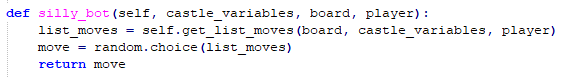 def silly_bot(self, castle_variables, board, player):
    list_moves = self.get_list_moves(board, castle_variables, player)
    move = random.choice(list_moves)
    return move